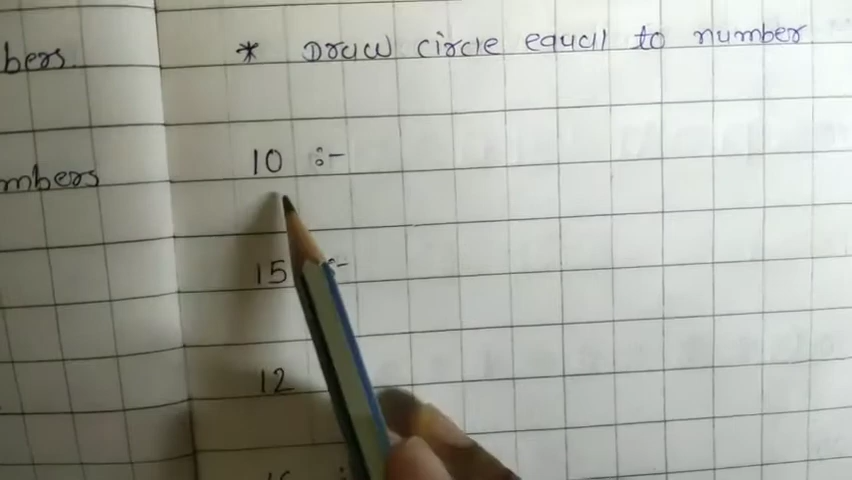 bers
* Draw circle equal to number
10 :-
mbers
15 :-
12